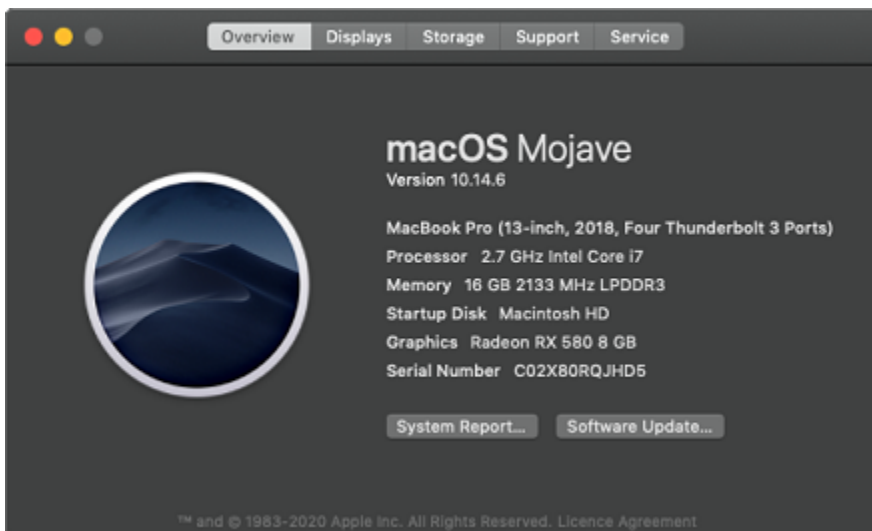 Overview Displays Storage Support Service
macOS Mojave
Version 10.14.6
MacBook Pro (13-inch, 2018, Four Thunderbolt 3 Ports)
Processor 2.7 GHz Intel Core i7
Memory 16 GB 2133 MHz LPDDR3
Startup Disk Macintosh HD
Graphics Radeon RX 580 8 GB
Serial Number C02X80RQJHD5
System Report... Software Update...
™ and © 1983-2020 Apple Inc. All Rights Reserved. Licence Agreement